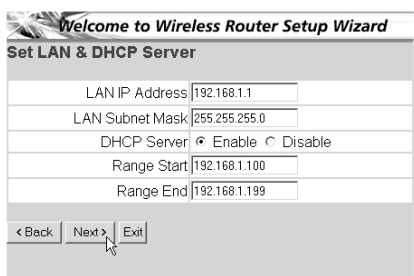 Welcome to Wireless Router Setup Wizard
Set LAN & DHCP Server
LAN IP Address 192.168.1.1
LAN Subnet Mask 255.255.255.0
DHCP Server Enable Disable
Range Start 192.168.1.100
Range End 192.168.1.199
< Back Next > Exit